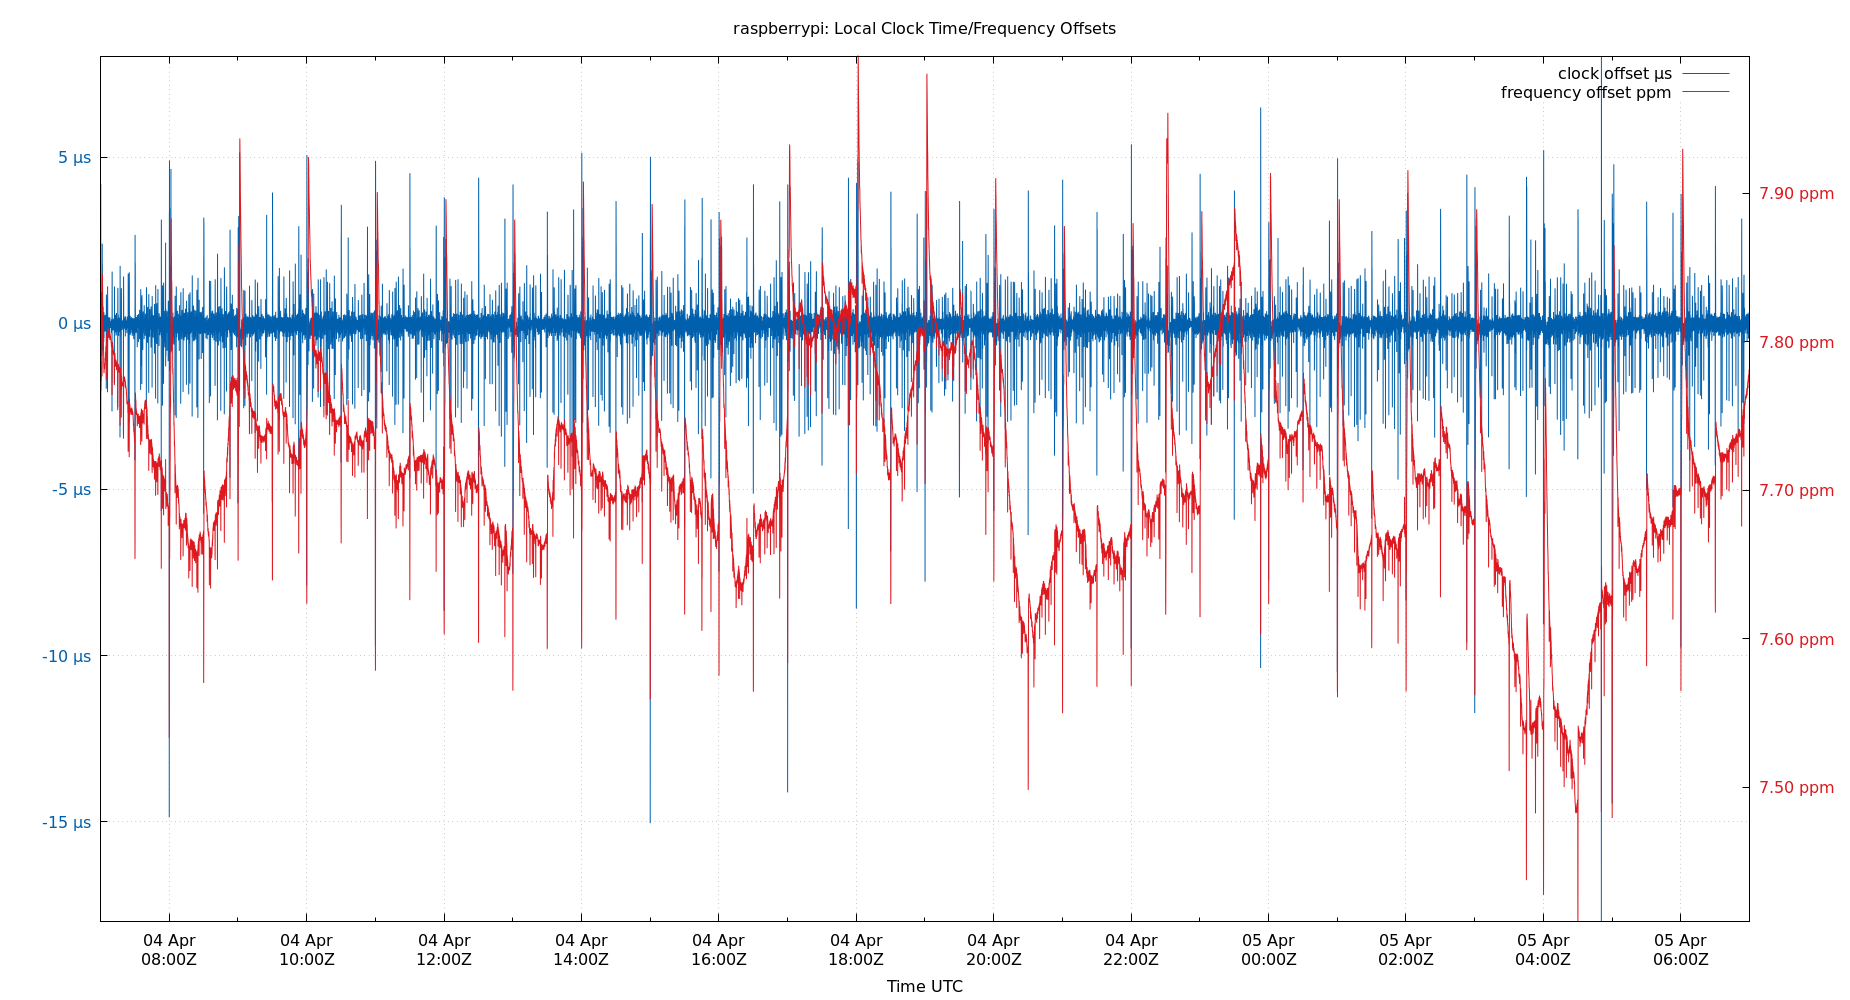 raspberrypi: Local Clock Time/Frequency Offsets
clock offset µs
frequency offset ppm
5 µs
0 µs
-5 µs
-10 µs
-15 µs
7.90 ppm
7.80 ppm
7.70 ppm
7.60 ppm
7.50 ppm
04 Apr 04 Apr 04 Apr 04 Apr 04 Apr 04 Apr 04 Apr 04 Apr 05 Apr 05 Apr 05 Apr 05 Apr
08:00Z 10:00Z 12:00Z 14:00Z 16:00Z 18:00Z 20:00Z 22:00Z 00:00Z 02:00Z 04:00Z 06:00Z
Time UTC